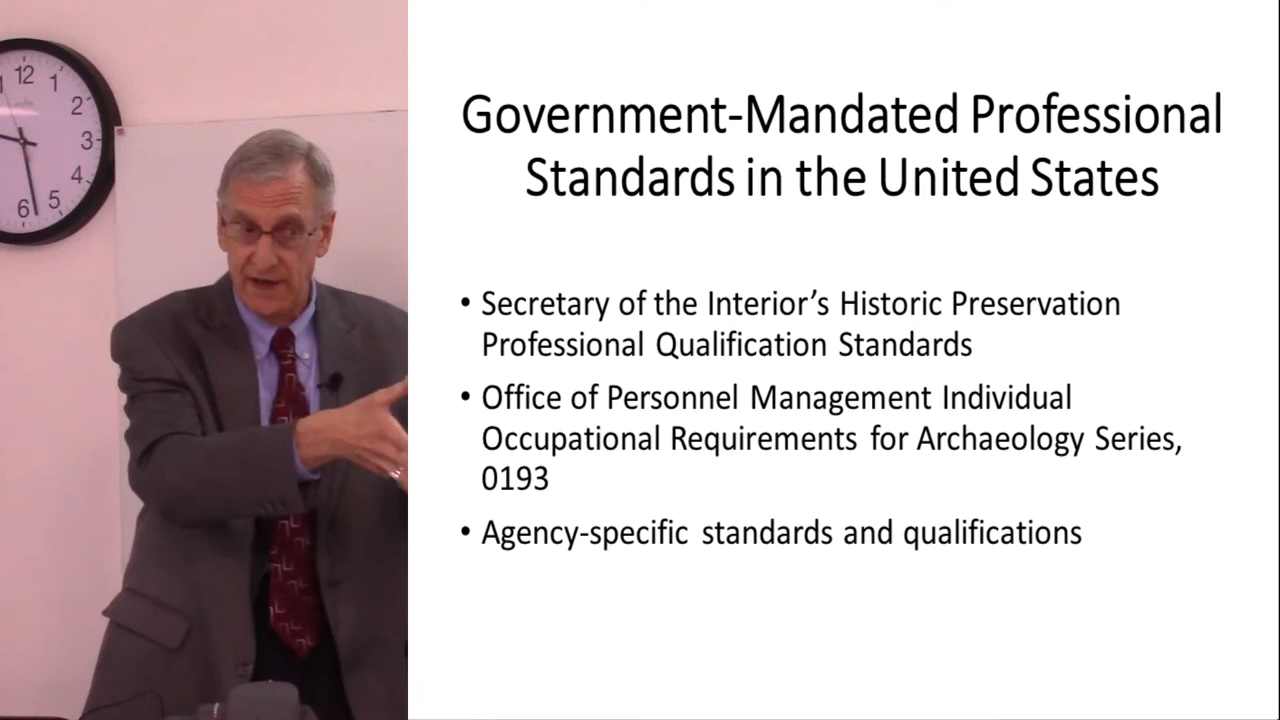 Government-Mandated Professional
Standards in the United States
• Secretary of the Interior’s Historic Preservation
Professional Qualification Standards
• Office of Personnel Management Individual
Occupational Requirements for Archaeology Series,
0193
• Agency-specific standards and qualifications
12
1
2
3
4
5
6